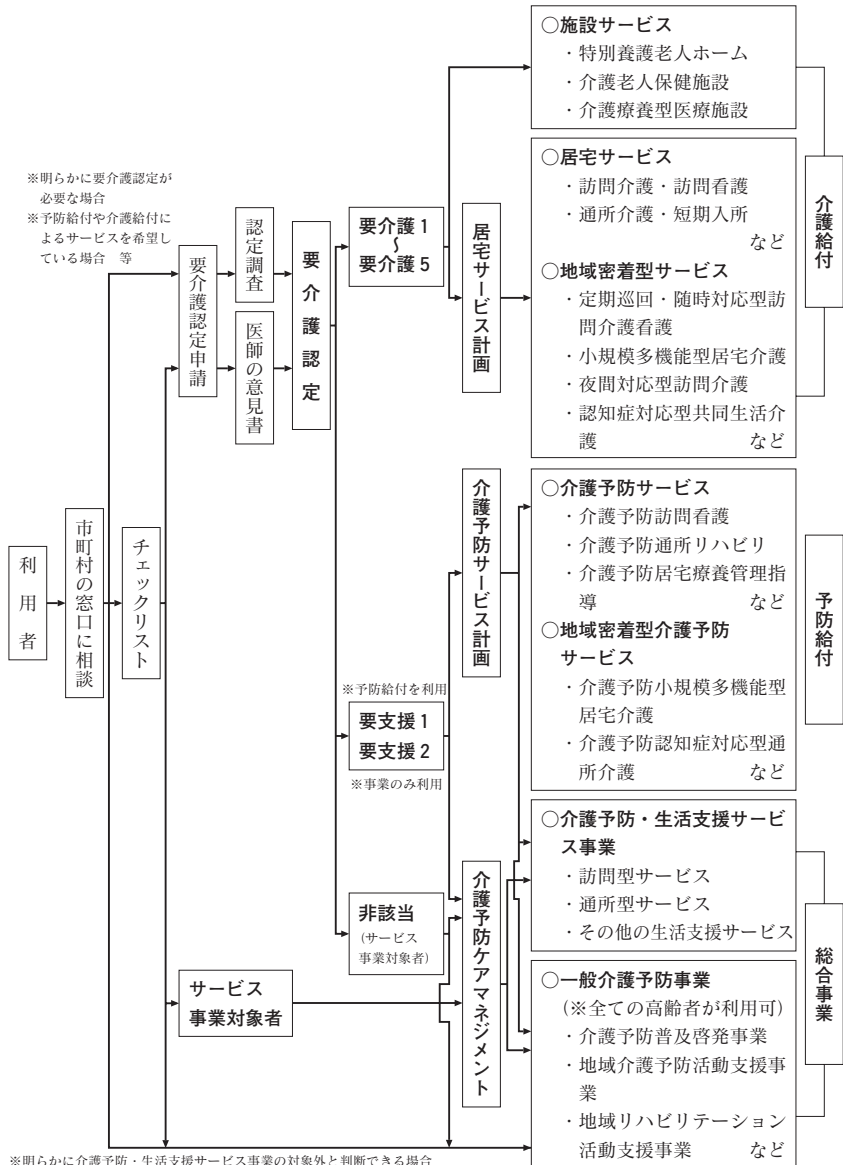 利用者
市町村の窓口に相談
チェックリスト
※明らかに要介護認定が
必要な場合
※予防給付や介護給付に
よるサービスを希望し
ている場合　等
要介護認定申請
認定調査
医師の意見書
要介護認定
要介護1
〜
要介護5
居宅サービス計画
○施設サービス
・特別養護老人ホーム
・介護老人保健施設
・介護療養型医療施設
○居宅サービス
・訪問介護・訪問看護
・通所介護・短期入所
など
○地域密着型サービス
・定期巡回・随時対応型訪
問介護看護
・小規模多機能型居宅介護
・夜間対応型訪問介護
・認知症対応型共同生活介
護　など
介護給付
※予防給付を利用
要支援1
要支援2
※事業のみ利用
介護予防サービス計画
○介護予防サービス
・介護予防訪問看護
・介護予防通所リハビリ
・介護予防居宅療養管理指
導　など
○地域密着型介護予防
サービス
・介護予防小規模多機能型
居宅介護
・介護予防認知症対応型通
所介護　など
予防給付
非該当
(サービス
事業対象者)
サービス
事業対象者
介護予防ケアマネジメント
○介護予防・生活支援サービ
ス事業
・訪問型サービス
・通所型サービス
・その他の生活支援サービス
○一般介護予防事業
(※全ての高齢者が利用可)
・介護予防普及啓発事業
・地域介護予防活動支援事
業
・地域リハビリテーション
活動支援事業　など
総合事業
※明らかに介護予防・生活支援サービス事業の対象外と判断できる場合